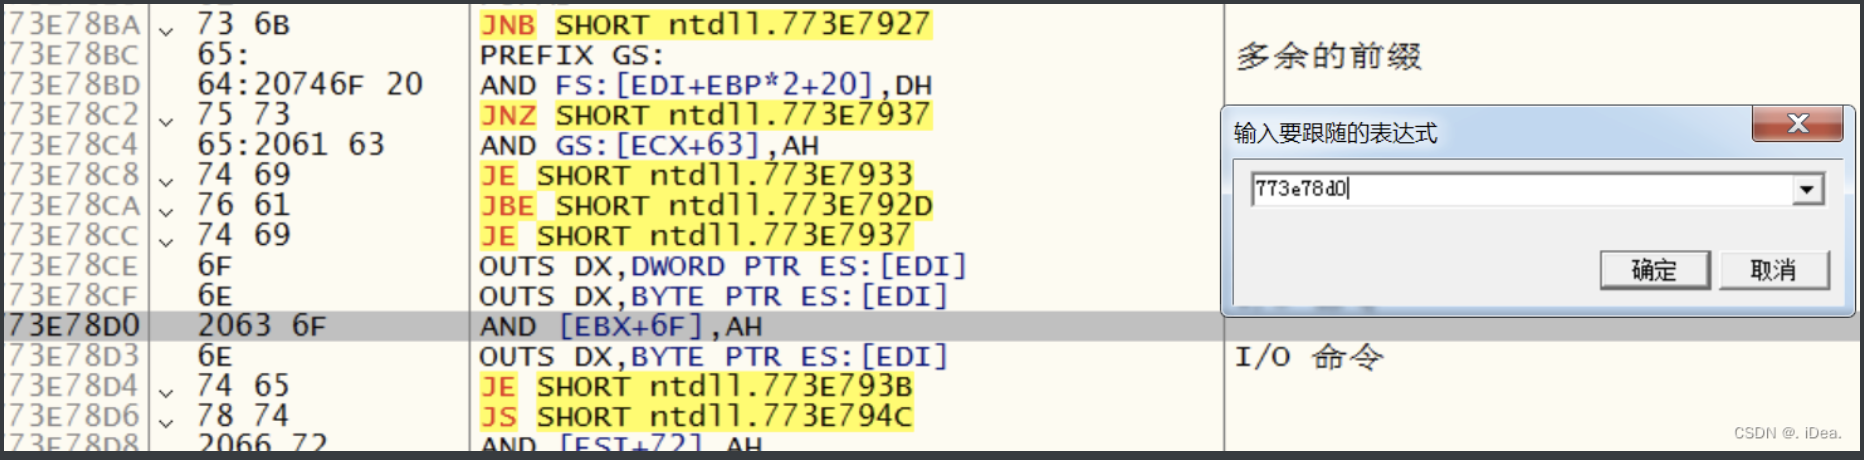 73E78BA 73 6B JNB SHORT ntdll.773E7927
73E78BC 65: PREFIX GS: 多余的前缀
73E78BD 64:20746F 20 AND FS:[EDI+EBP*2+20],DH
73E78C2 75 73 JNZ SHORT ntdll.773E7937
73E78C4 65:2061 63 AND GS:[ECX+63],AH
73E78C8 74 69 JE SHORT ntdll.773E7933
73E78CA 76 61 JBE SHORT ntdll.773E792D
73E78CC 74 69 JE SHORT ntdll.773E7937
73E78CE 6F OUTS DX,DWORD PTR ES:[EDI]
73E78CF 6E OUTS DX,BYTE PTR ES:[EDI]
73E78D0 2063 6F AND [EBX+6F],AH
73E78D3 6E OUTS DX,BYTE PTR ES:[EDI] I/O 命令
73E78D4 74 65 JE SHORT ntdll.773E793B
73E78D6 78 74 JS SHORT ntdll.773E794C
73E78D8 2066 72 AND [ESI+72],AH
输入要跟随的表达式
773e78d0
确定 取消
CSDN @. iDea.